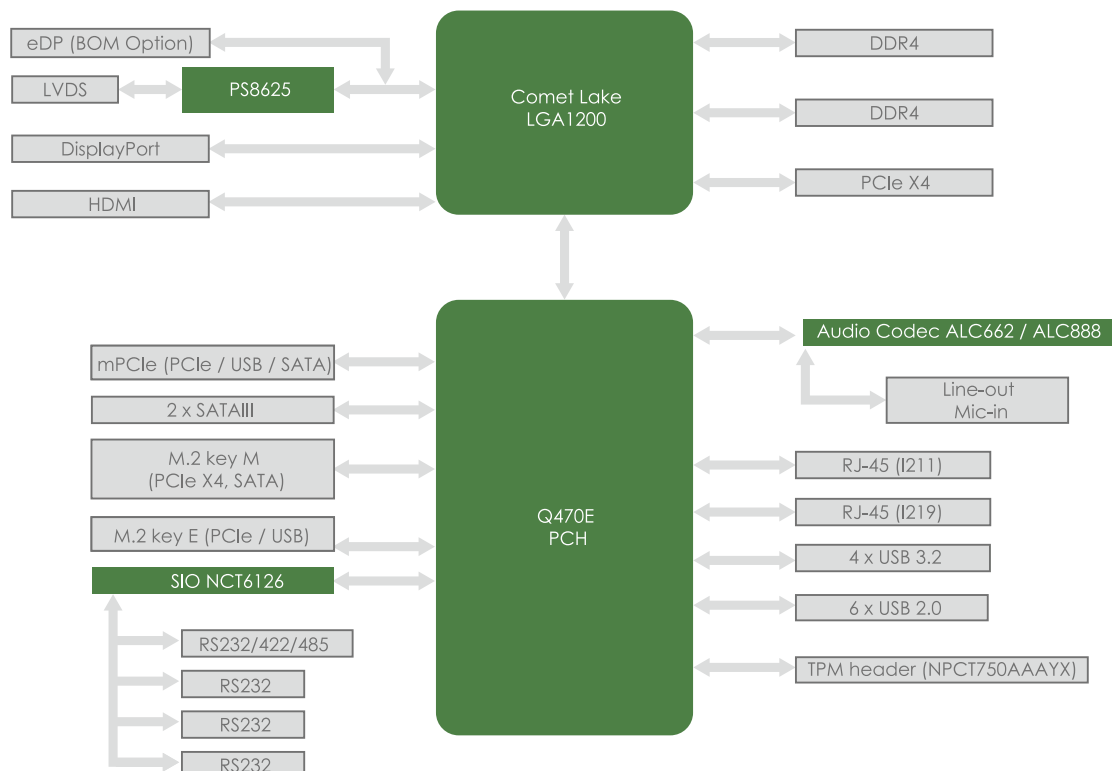 eDP (BOM Option)
LVDS
PS8625
DisplayPort
HDMI
Comet Lake
LGA1200
DDR4
DDR4
PCIe X4
mPCIe (PCIe / USB / SATA)
2 x SATAIII
M.2 key M
(PCIe X4, SATA)
M.2 key E (PCIe / USB)
SIO NCT6126
RS232/422/485
RS232
RS232
RS232
Q470E
PCH
Audio Codec ALC662 / ALC888
Line-out
Mic-in
RJ-45 (I211)
RJ-45 (I219)
4 x USB 3.2
6 x USB 2.0
TPM header (NPCT750AAAYX)